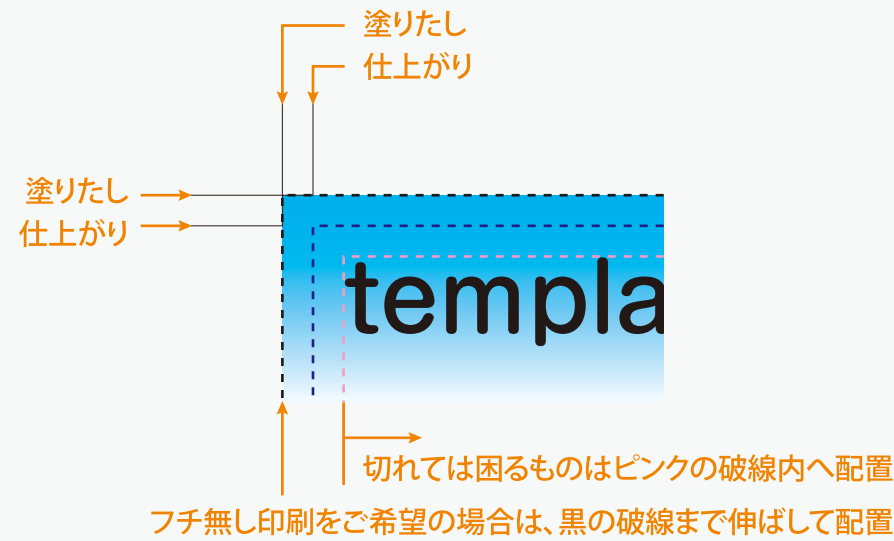 塗りたし
仕上がり
塗りたし
仕上がり
templa
切れては困るものはピンクの破線内へ配置
フチ無し印刷をご希望の場合は、黒の破線まで伸ばして配置